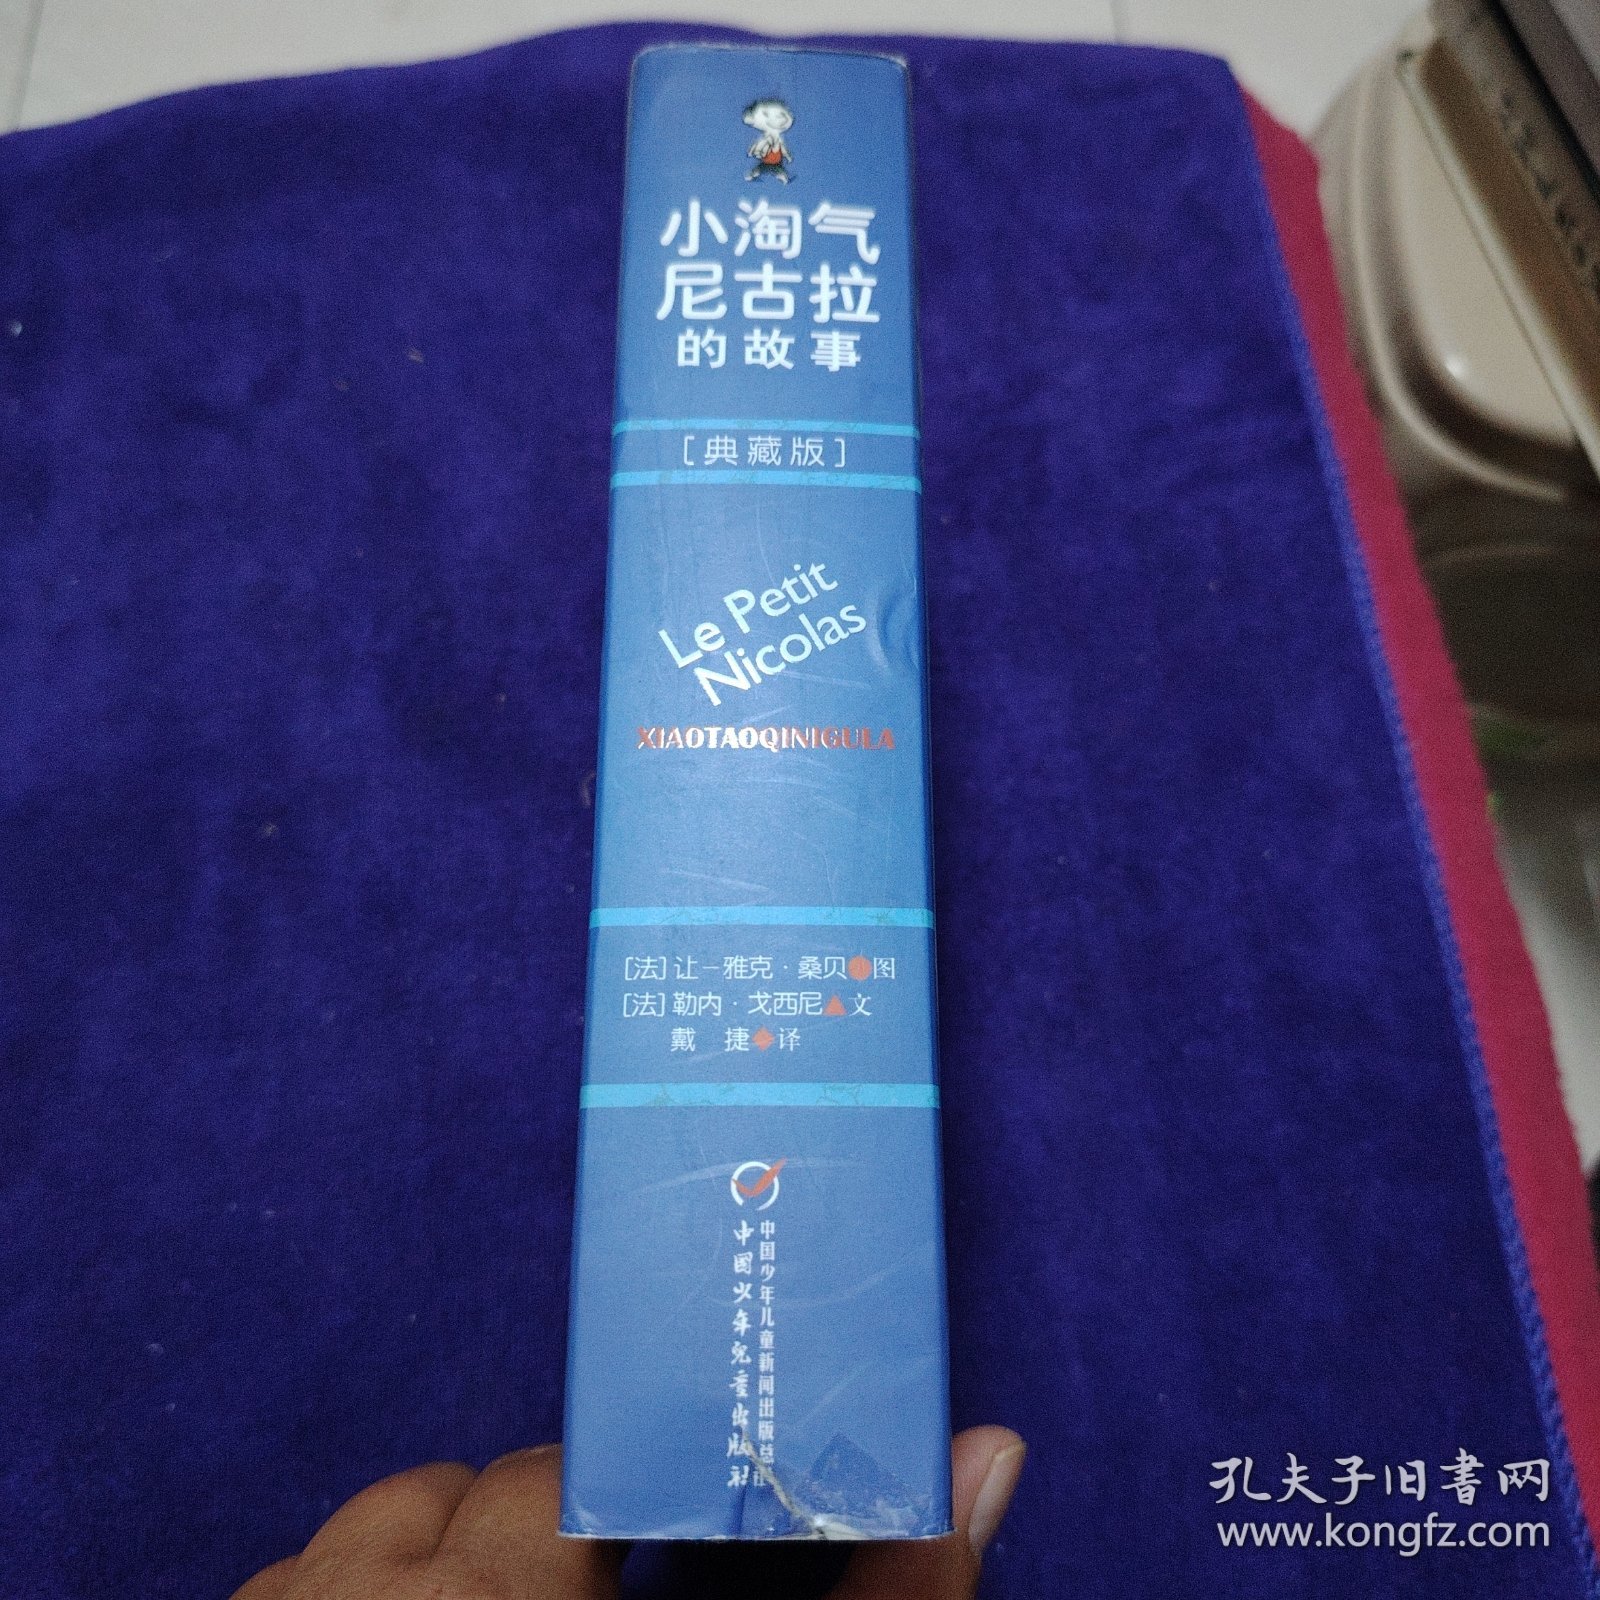 小淘气
尼古拉
的故事
[典藏版]
Le Petit
Nicolas
XIAOTAOQINIGULA
[法]让－雅克·桑贝 图
[法]勒内·戈西尼 文
戴 捷 译
中国少年儿童新闻出版总社
中國少年兒童出版社
孔夫子旧書网
www.kongfz.com